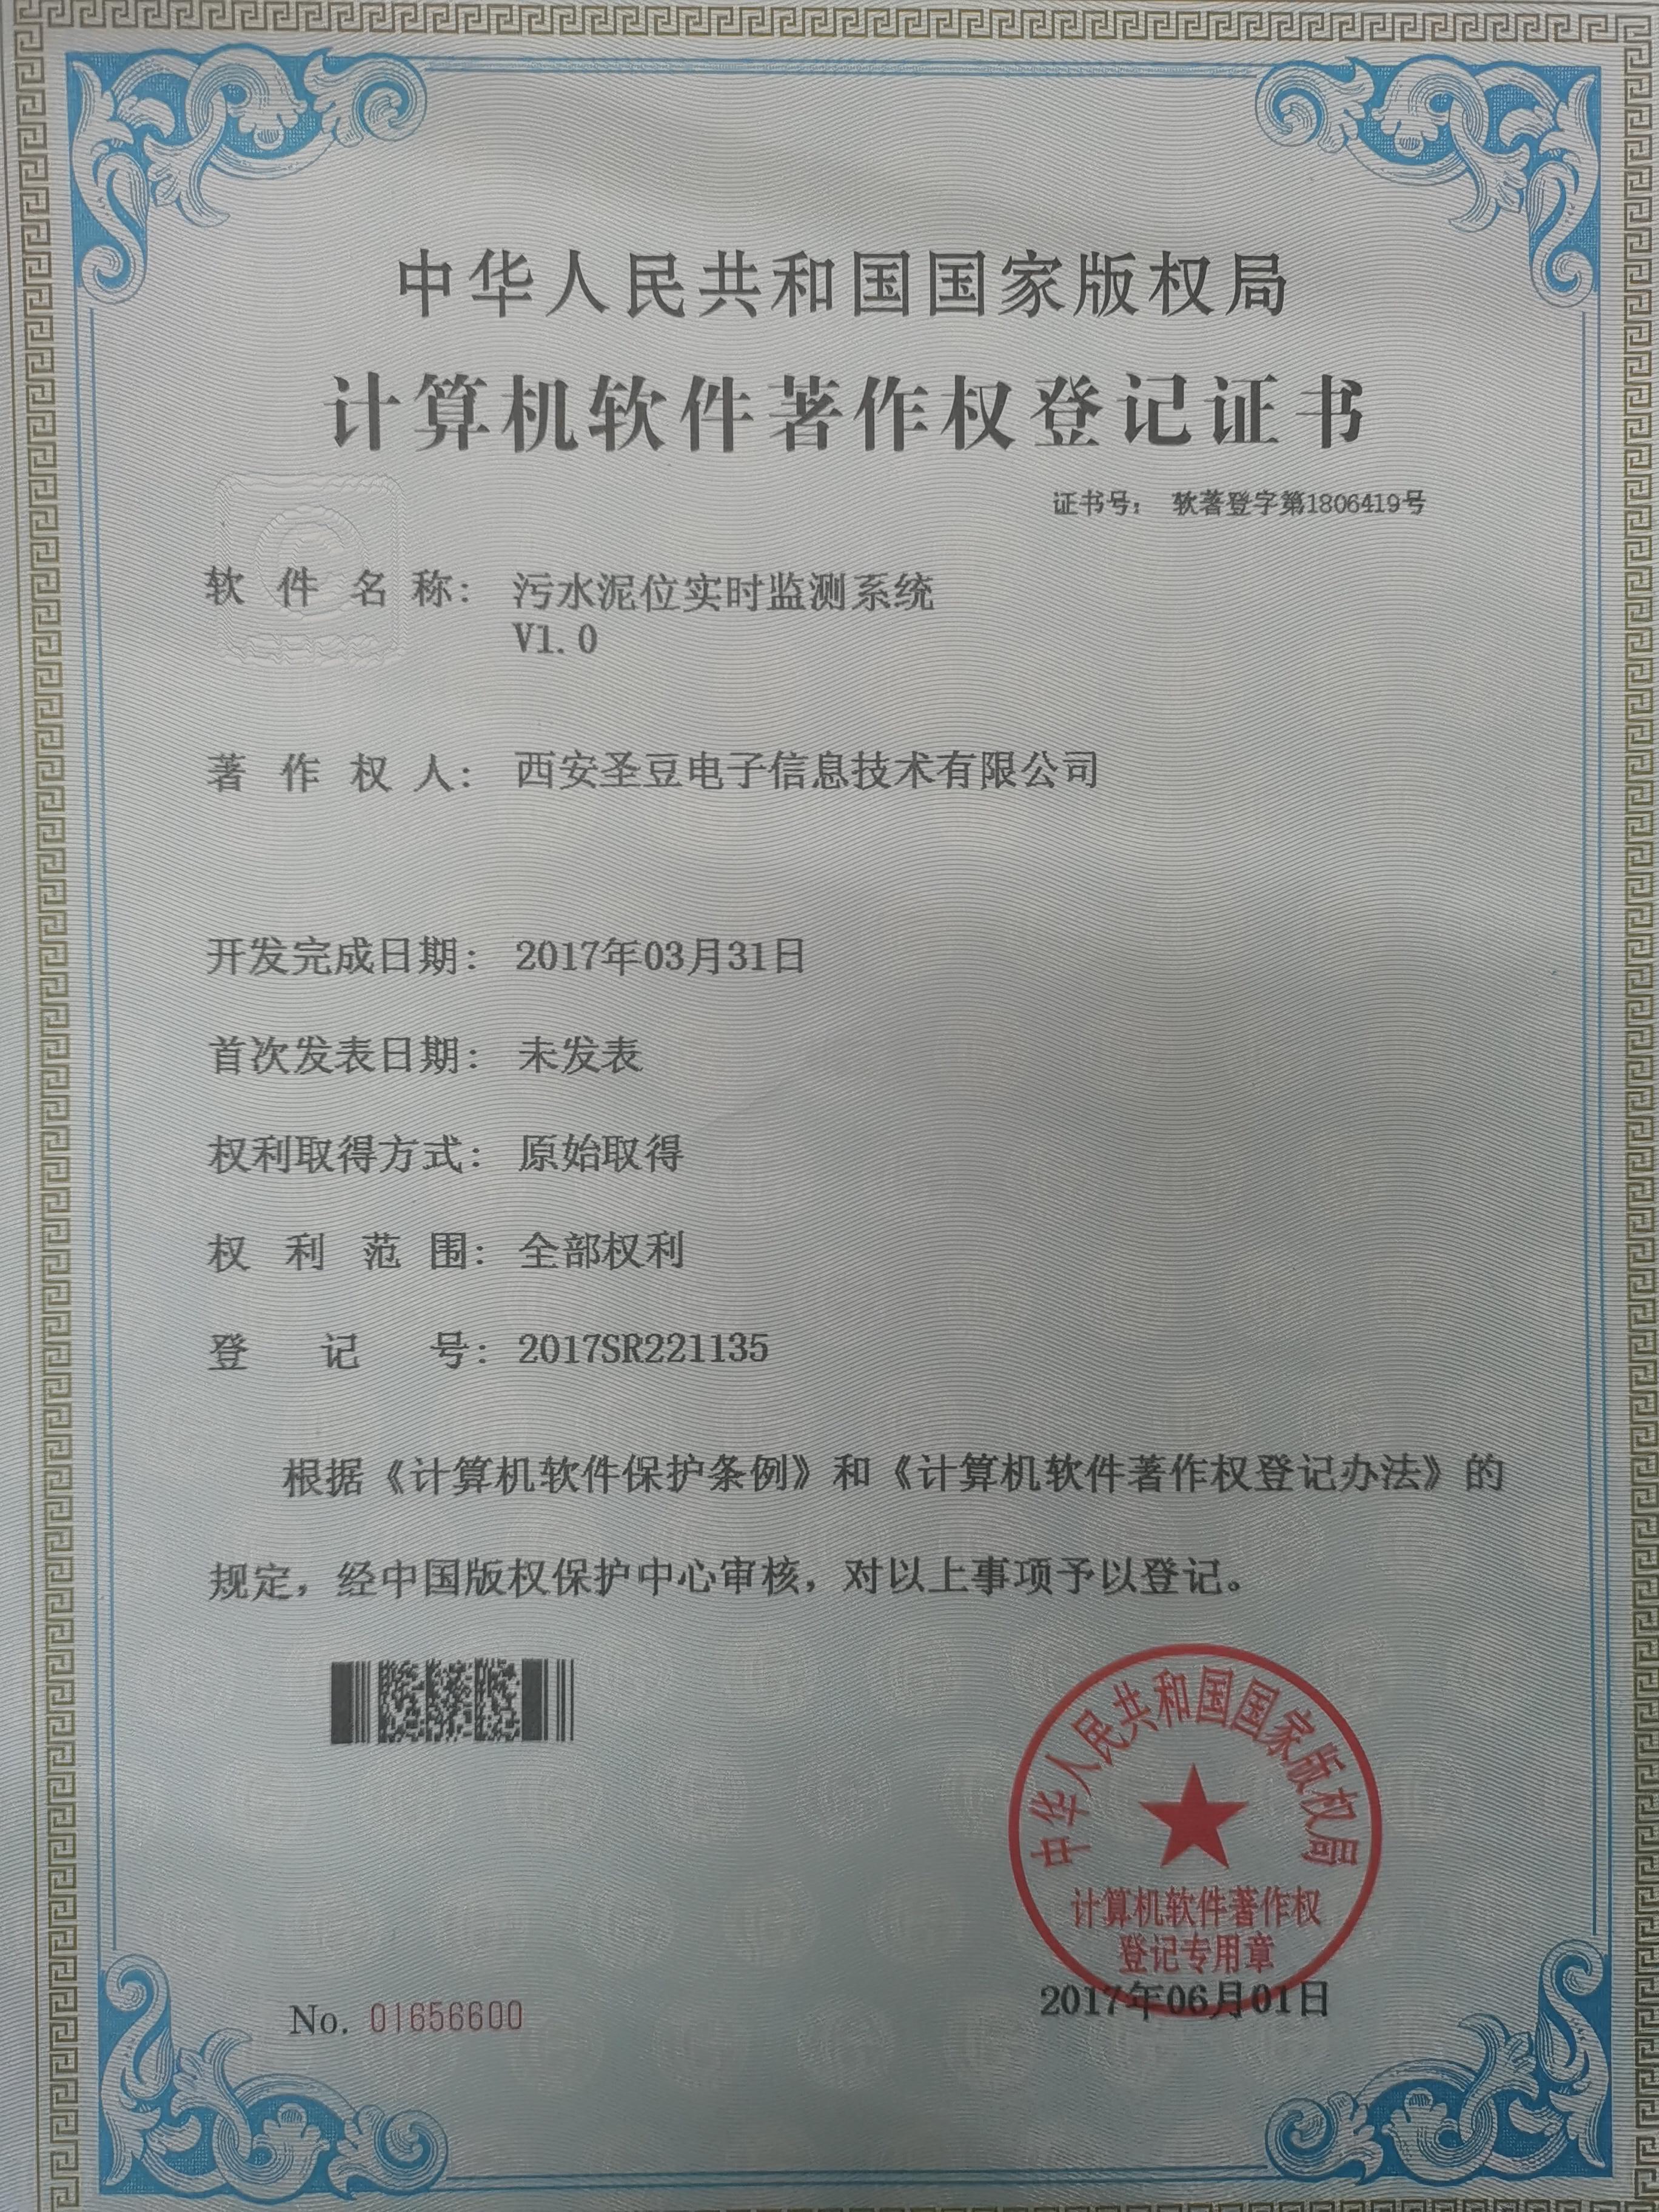 中华人民共和国国家版权局
计算机软件著作权登记证书
证书号： 软著登字第1806419号
软件名称： 污水泥位实时监测系统
V1.0
著作权人： 西安圣豆电子信息技术有限公司
开发完成日期： 2017年03月31日
首次发表日期： 未发表
权利取得方式： 原始取得
权利范围： 全部权利
登记号： 2017SR221135
根据《计算机软件保护条例》和《计算机软件著作权登记办法》的
规定，经中国版权保护中心审核，对以上事项予以登记。
中华人民共和国国家版权局
计算机软件著作权
登记专用章
2017年06月01日
No. 01656600